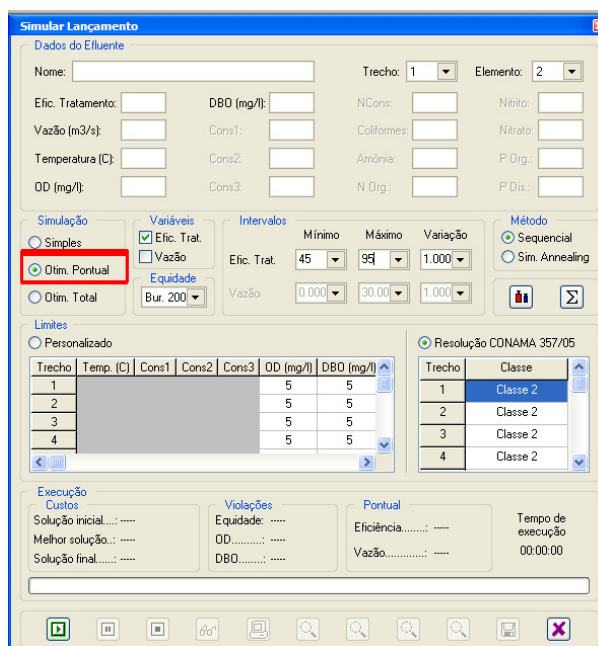 Simular Lançamento
Dados do Efluente
Nome: Trecho: 1 Elemento: 2
Efic. Tratamento: DBO (mg/l): NCons: Nitrito:
Vazão (m3/s): Cons1: Coliformes: Nitrato:
Temperatura (C): Cons2: Amônia: P Org.:
OD (mg/l): Cons3: N Org.: P Dis.:
Simulação Variáveis Intervalos Método
Simples Efic. Trat. Mínimo Máximo Variação Sequencial
Otim. Pontual Vazão Efic. Trat. 45 95 1.000 Sim. Annealing
Equidade
Otim. Total Bur. 200 Vazão 0.000 30.00 1.000 Σ
Limites
Personalizado Resolução CONAMA 357/05
Trecho Temp. (C) Cons1 Cons2 Cons3 OD (mg/l) DBO (mg/l) Trecho Classe
1 5 5 1 Classe 2
2 5 5 2 Classe 2
3 5 5 3 Classe 2
4 5 5 4 Classe 2
Execução
Custos Violações Pontual
Solução inicial....: ----- Equidade: ----- Eficiência........: ----- Tempo de execução
Melhor solução..: ----- OD..........: ----- Vazão.............: ----- 00:00:00
Solução final......: ----- DBO........: -----